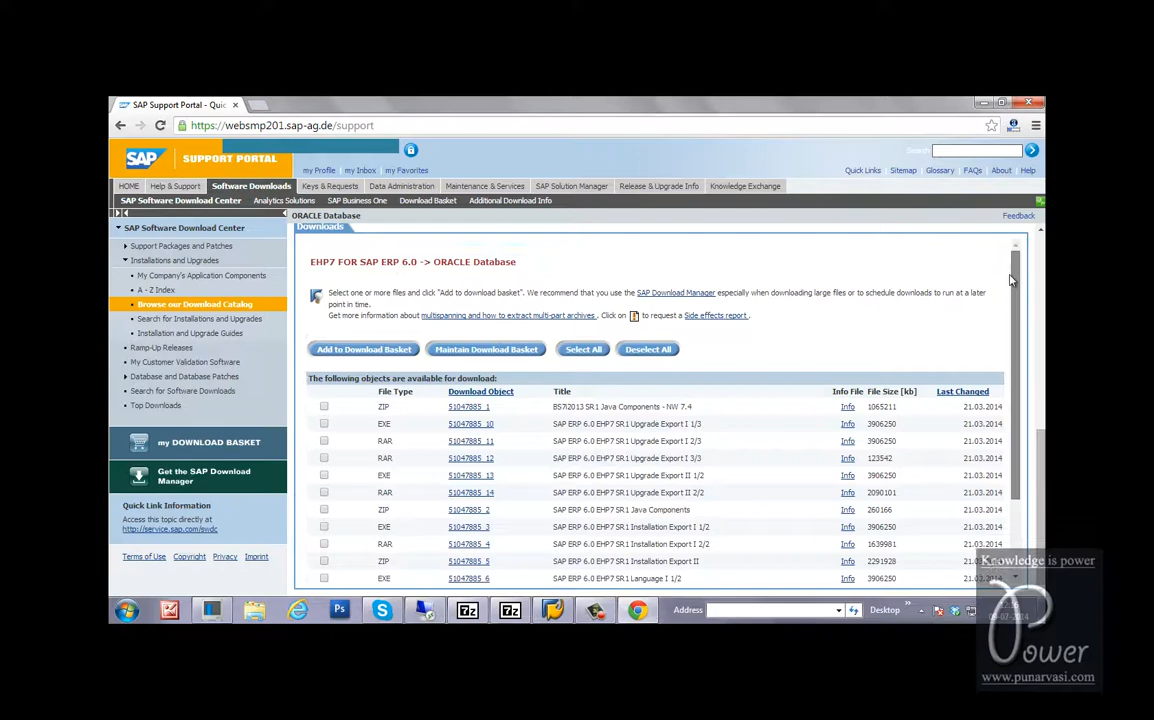 SAP Support Portal - Quic
https://websmp201.sap-ag.de/support
SAP SUPPORT PORTAL
Search
my Profile my Inbox my Favorites
Quick Links Sitemap Glossary FAQs About Help
HOME Help & Support Software Downloads Keys & Requests Data Administration Maintenance & Services SAP Solution Manager Release & Upgrade Info Knowledge Exchange
SAP Software Download Center Analytics Solutions SAP Business One Download Basket Additional Download Info
ORACLE Database
Feedback
SAP Software Download Center
Support Packages and Patches
Installations and Upgrades
My Company's Application Components
A - Z Index
Browse our Download Catalog
Search for Installations and Upgrades
Installation and Upgrade Guides
Ramp-Up Releases
My Customer Validation Software
Database and Database Patches
Search for Software Downloads
Top Downloads
my DOWNLOAD BASKET
Get the SAP Download
Manager
Quick Link Information
Access this topic directly at
http://service.sap.com/swdc
Terms of Use Copyright Privacy Imprint
Downloads
EHP7 FOR SAP ERP 6.0 -> ORACLE Database
Select one or more files and click "Add to download basket". We recommend that you use the SAP Download Manager especially when downloading large files or to schedule downloads to run at a later
point in time.
Get more information about multispanning and how to extract multi-part archives . Click on to request a Side effects report .
Add to Download Basket Maintain Download Basket Select All Deselect All
The following objects are available for download:
File Type Download Object Title Info File File Size [kb] Last Changed
ZIP 51047885_1 BS7i2013 SR1 Java Components - NW 7.4 Info 1065211 21.03.2014
EXE 51047885_10 SAP ERP 6.0 EHP7 SR1 Upgrade Export I 1/3 Info 3906250 21.03.2014
RAR 51047885_11 SAP ERP 6.0 EHP7 SR1 Upgrade Export I 2/3 Info 3906250 21.03.2014
RAR 51047885_12 SAP ERP 6.0 EHP7 SR1 Upgrade Export I 3/3 Info 123542 21.03.2014
EXE 51047885_13 SAP ERP 6.0 EHP7 SR1 Upgrade Export II 1/2 Info 3906250 21.03.2014
RAR 51047885_14 SAP ERP 6.0 EHP7 SR1 Upgrade Export II 2/2 Info 2090101 21.03.2014
ZIP 51047885_2 SAP ERP 6.0 EHP7 SR1 Java Components Info 260166 21.03.2014
EXE 51047885_3 SAP ERP 6.0 EHP7 SR1 Installation Export I 1/2 Info 3906250 21.03.2014
RAR 51047885_4 SAP ERP 6.0 EHP7 SR1 Installation Export I 2/2 Info 1639981 21.03.2014
ZIP 51047885_5 SAP ERP 6.0 EHP7 SR1 Installation Export II Info 2291928 21.03.2014
EXE 51047885_6 SAP ERP 6.0 EHP7 SR1 Language I 1/2 Info 3906250 21.03.2014
Address Desktop
09-07-2014
Knowledge is power
Power
www.punarvasi.com